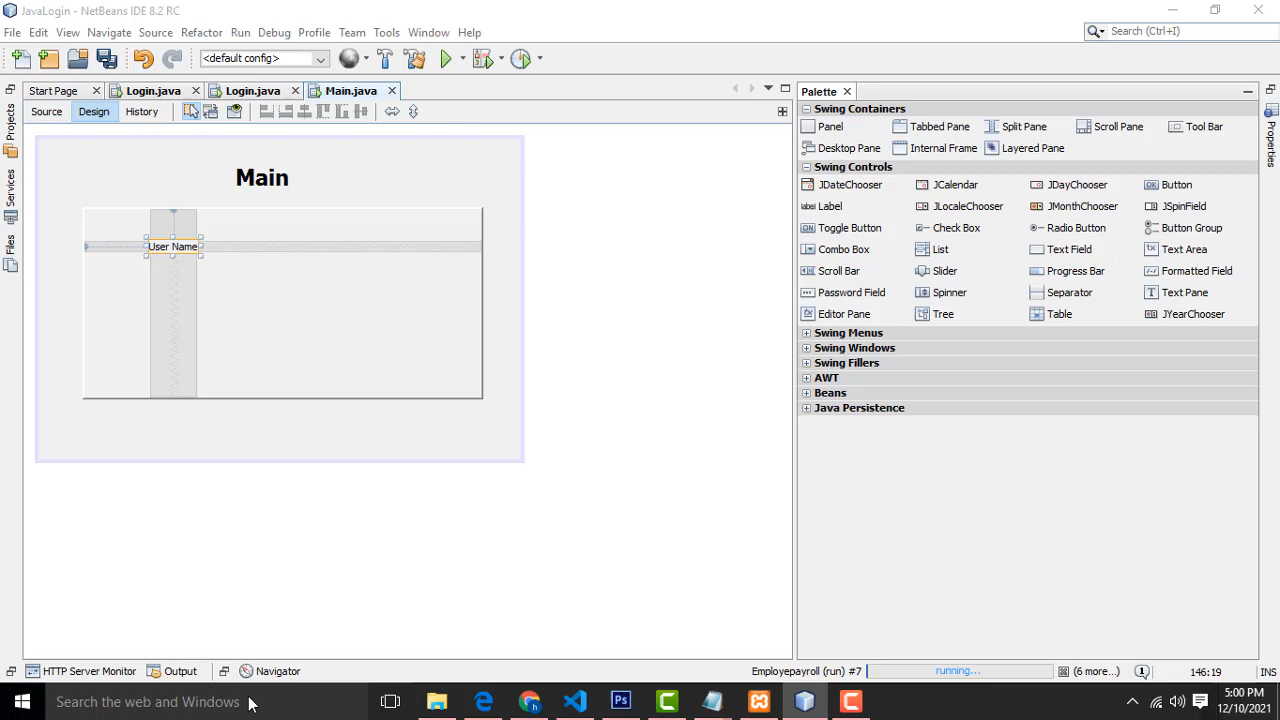 JavaLogin - NetBeans IDE 8.2 RC
File Edit View Navigate Source Refactor Run Debug Profile Team Tools Window Help
Search (Ctrl+I)
<default config>
Start Page Login.java Login.java Main.java
Source Design History
Projects
Services
Files
Main
User Name
Palette
Swing Containers
Panel Tabbed Pane Split Pane Scroll Pane Tool Bar
Desktop Pane Internal Frame Layered Pane
Swing Controls
JDateChooser JCalendar JDayChooser OK Button
label Label JLocaleChooser JMonthChooser JSpinField
Toggle Button Check Box Radio Button Button Group
Combo Box List Text Field Text Area
Scroll Bar Slider Progress Bar Formatted Field
Password Field Spinner Separator Text Pane
Editor Pane Tree Table JYearChooser
Swing Menus
Swing Windows
Swing Fillers
AWT
Beans
Java Persistence
Properties
HTTP Server Monitor Output Navigator
Employepayroll (run) #7 running... (6 more...) 1 146:19 INS
Search the web and Windows
Ps
5:00 PM
12/10/2021